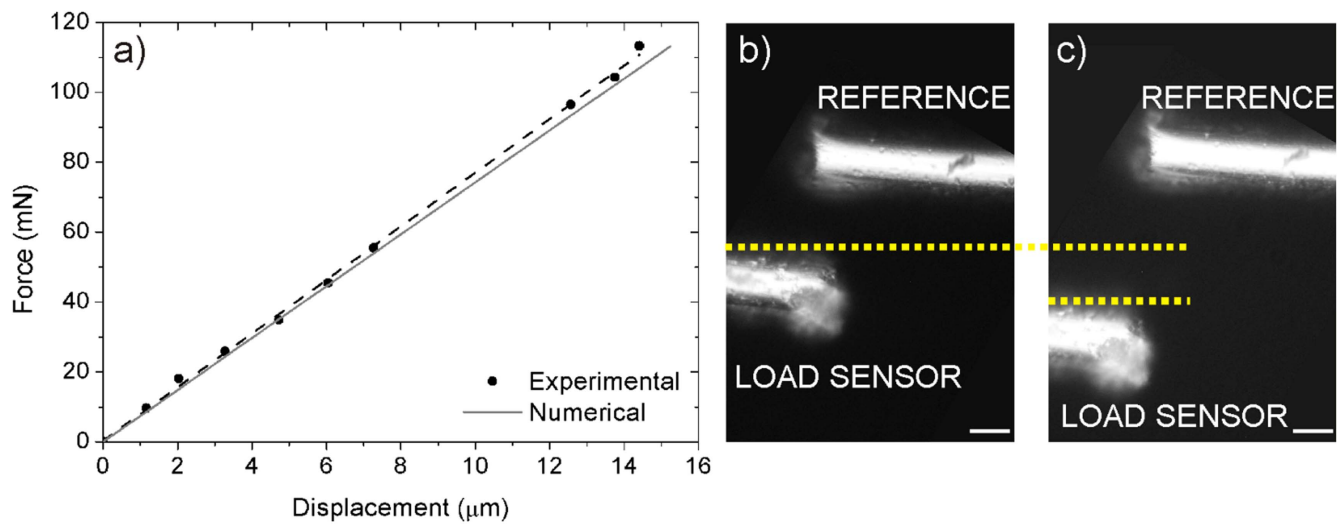 a)
120
100
80
60
40
20
0
Force (mN)
Experimental
Numerical
0 2 4 6 8 10 12 14 16
Displacement (μm)
b)
REFERENCE
LOAD SENSOR
c)
REFERENCE
LOAD SENSOR